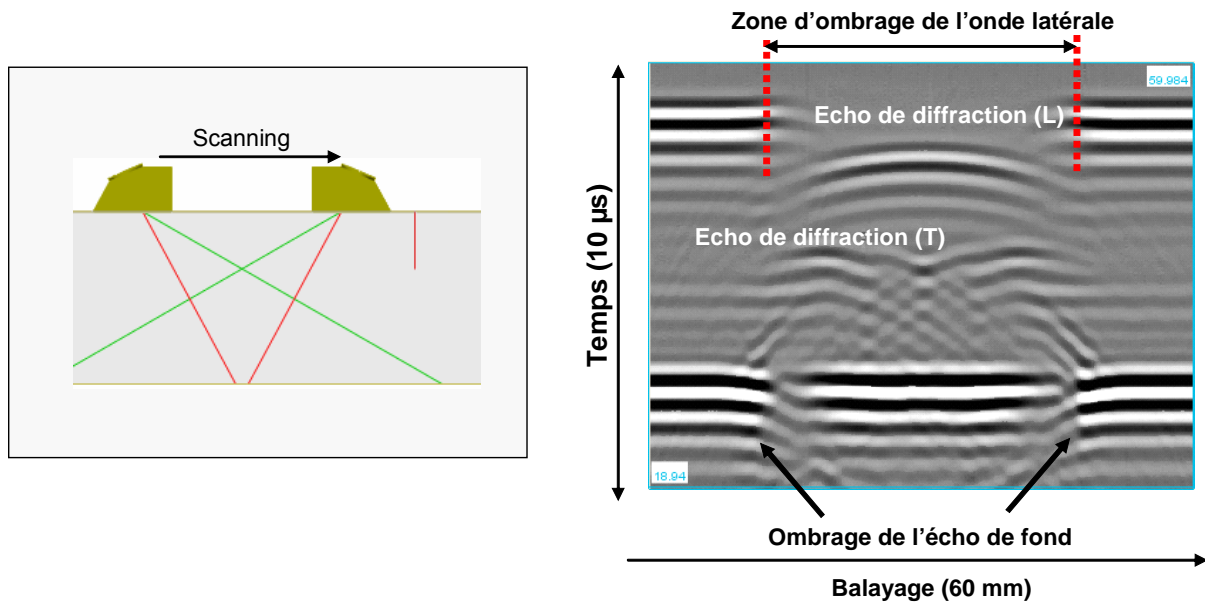 Scanning
Zone d'ombrage de l'onde latérale
59.984
Echo de diffraction (L)
Echo de diffraction (T)
Temps (10 µs)
18.94
Ombrage de l'écho de fond
Balayage (60 mm)